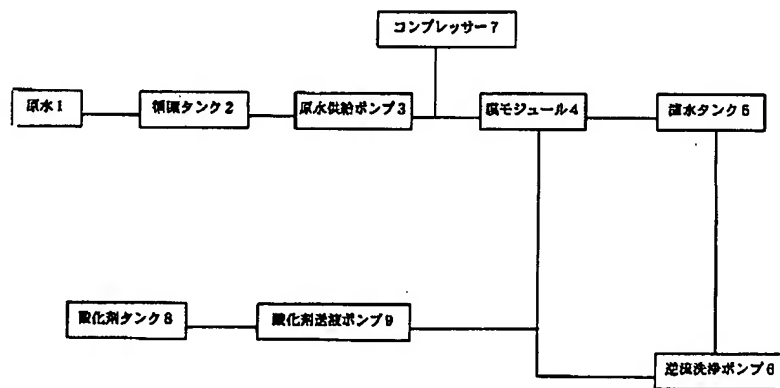 コンプレッサー7
原水1
循環タンク2
原水供給ポンプ3
膜モジュール4
濾水タンク5
酸化剤タンク8
酸化剤送液ポンプ9
逆流洗浄ポンプ6